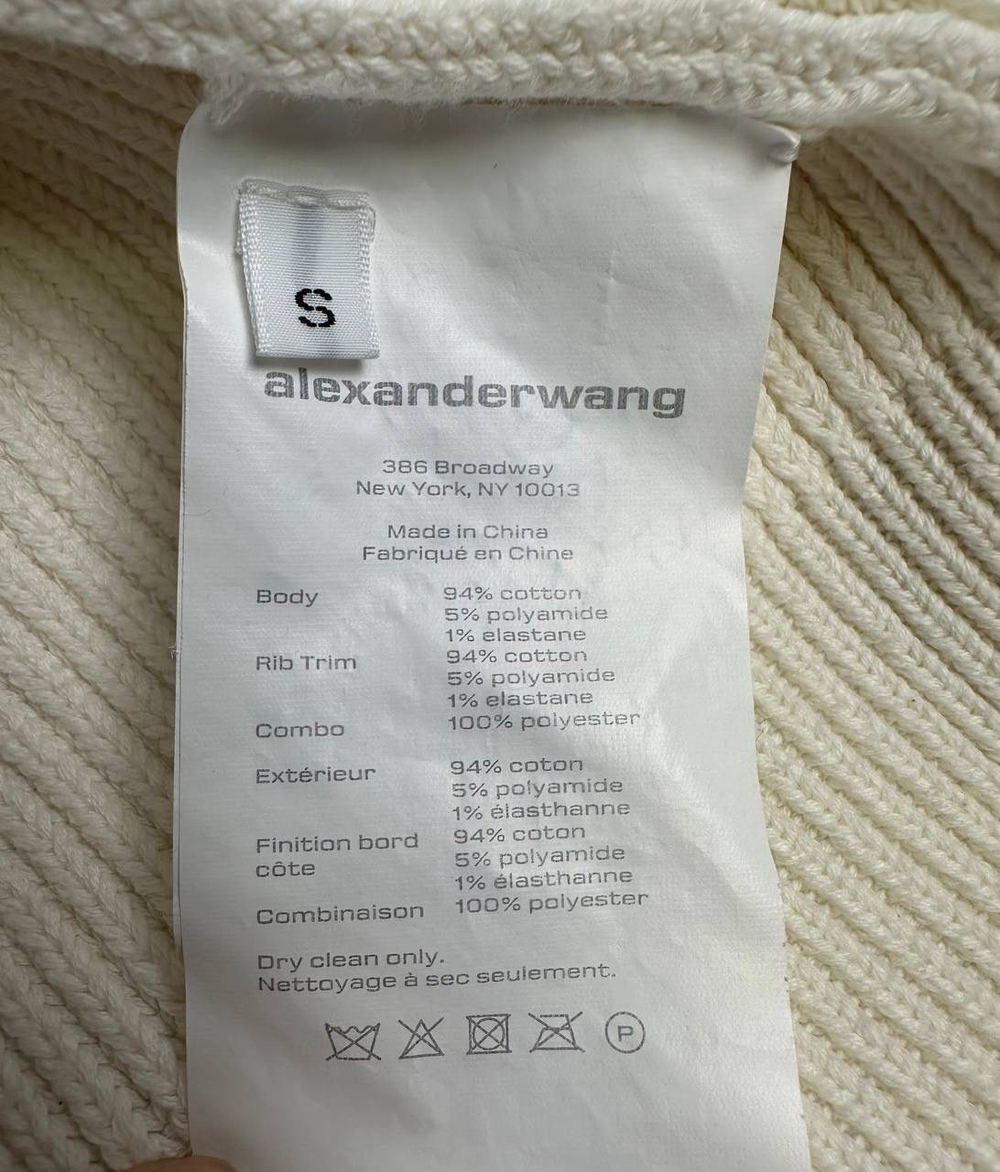 S
alexanderwang
386 Broadway
New York, NY 10013
Made in China
Fabriqué en Chine
Body 94% cotton
5% polyamide
1% elastane
Rib Trim 94% cotton
5% polyamide
1% elastane
Combo 100% polyester
Extérieur 94% coton
5% polyamide
1% élasthanne
Finition bord 94% coton
côte 5% polyamide
1% élasthanne
Combinaison 100% polyester
Dry clean only.
Nettoyage à sec seulement.
P